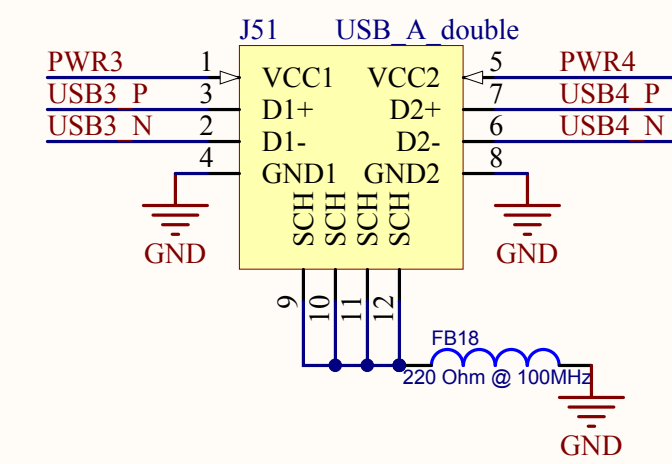 J51 USB_A_double
PWR3 1 VCC1 VCC2 5 PWR4
USB3_P 3 D1+ D2+ 7 USB4_P
USB3_N 2 D1- D2- 6 USB4_N
4 GND1 GND2 8
SCH SCH SCH SCH
GND GND
9 10 11 12
FB18
220 Ohm @ 100MHz
GND